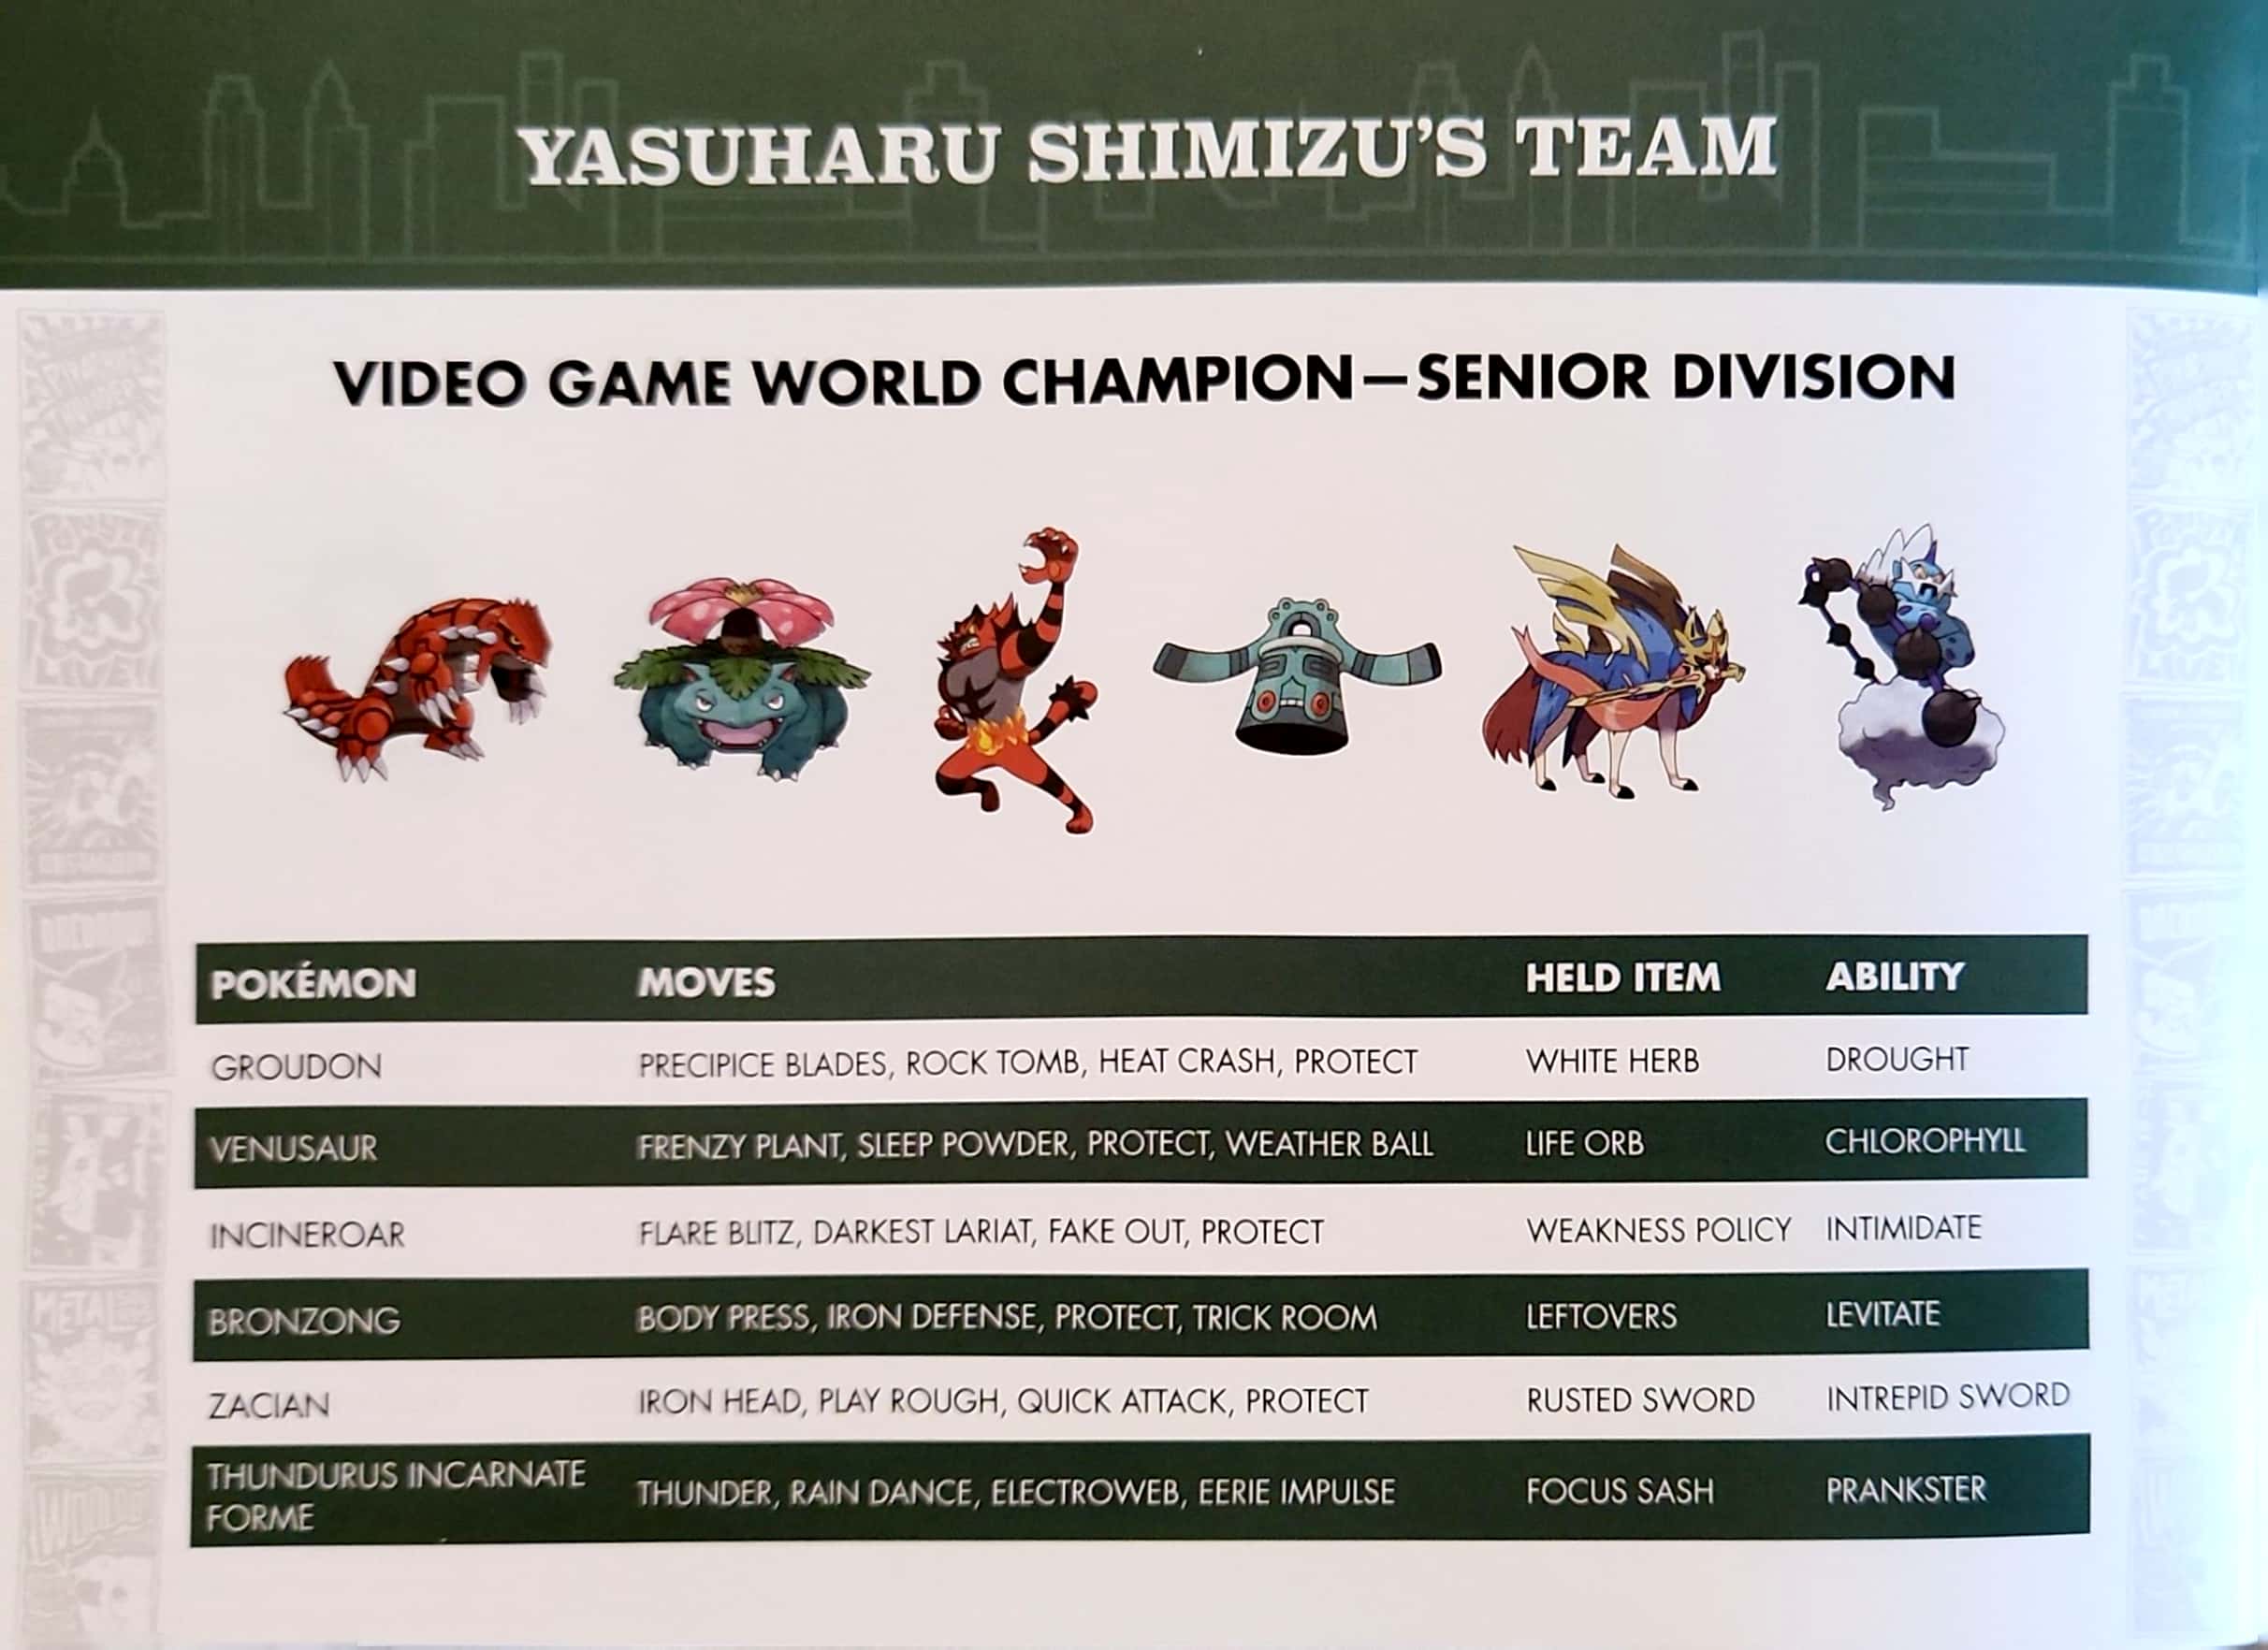 YASUHARU SHIMIZU'S TEAM
VIDEO GAME WORLD CHAMPION—SENIOR DIVISION
POKÉMON MOVES HELD ITEM ABILITY
GROUDON PRECIPICE BLADES, ROCK TOMB, HEAT CRASH, PROTECT WHITE HERB DROUGHT
VENUSAUR FRENZY PLANT, SLEEP POWDER, PROTECT, WEATHER BALL LIFE ORB CHLOROPHYLL
INCINEROAR FLARE BLITZ, DARKEST LARIAT, FAKE OUT, PROTECT WEAKNESS POLICY INTIMIDATE
BRONZONG BODY PRESS, IRON DEFENSE, PROTECT, TRICK ROOM LEFTOVERS LEVITATE
ZACIAN IRON HEAD, PLAY ROUGH, QUICK ATTACK, PROTECT RUSTED SWORD INTREPID SWORD
THUNDURUS INCARNATE
FORME THUNDER, RAIN DANCE, ELECTROWEB, EERIE IMPULSE FOCUS SASH PRANKSTER